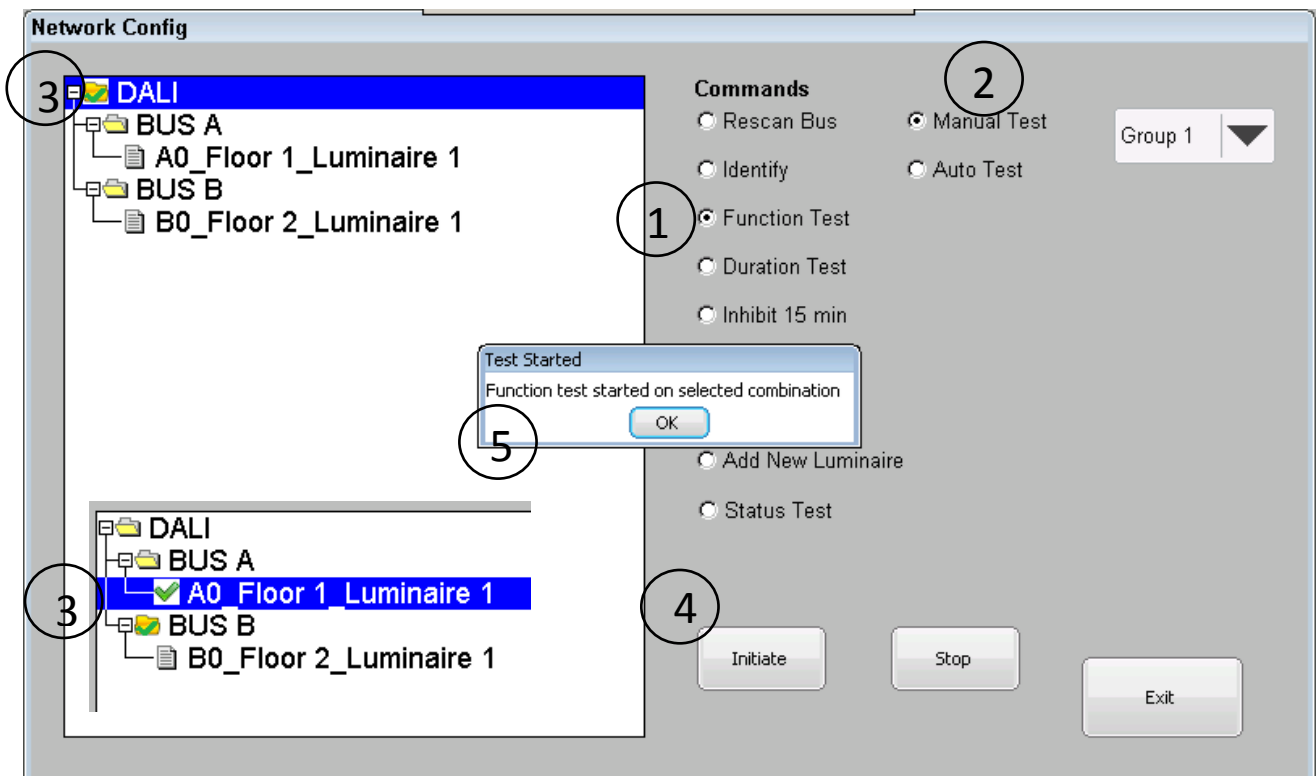 Network Config
3
DALI
BUS A
A0_Floor 1_Luminaire 1
BUS B
B0_Floor 2_Luminaire 1
Commands
2
Rescan Bus
Manual Test
Group 1
Identify
Auto Test
1
Function Test
Duration Test
Inhibit 15 min
Test Started
Function test started on selected combination
OK
5
Add New Luminaire
Status Test
DALI
BUS A
3
A0_Floor 1_Luminaire 1
BUS B
B0_Floor 2_Luminaire 1
4
Initiate
Stop
Exit